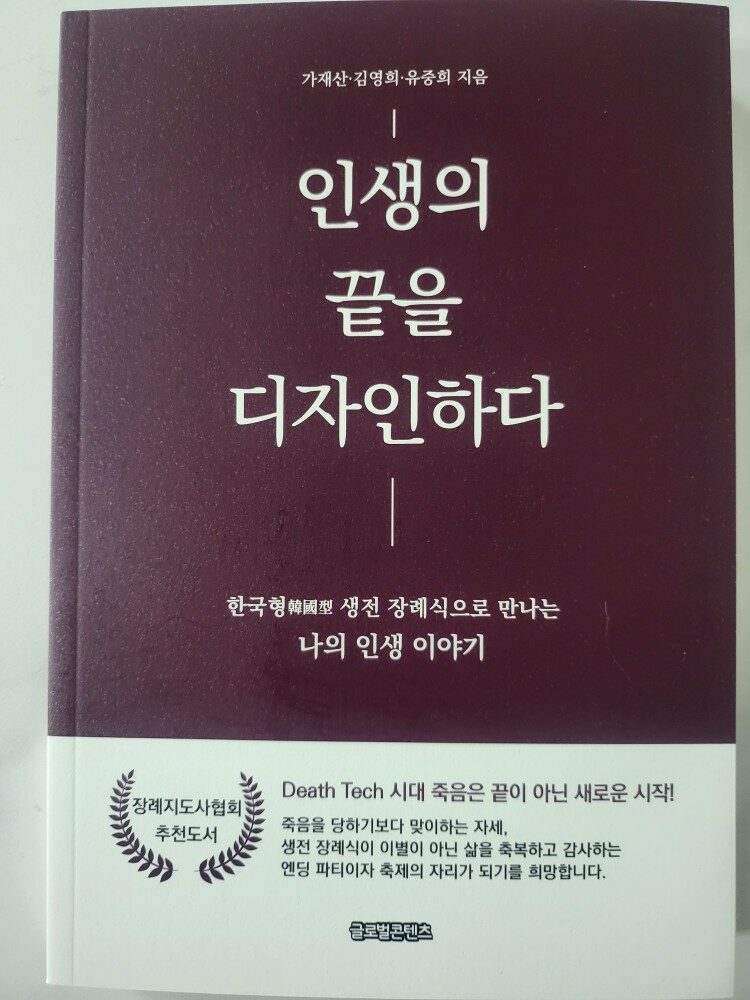 가재산·김영희·유중희 지음
인생의
끝을
디자인하다
한국형韓國型 생전 장례식으로 만나는
나의 인생 이야기
장례지도사협회
추천도서
Death Tech 시대 죽음은 끝이 아닌 새로운 시작!
죽음을 당하기보다 맞이하는 자세,
생전 장례식이 이별이 아닌 삶을 축복하고 감사하는
엔딩 파티이자 축제의 자리가 되기를 희망합니다.
글로벌콘텐츠